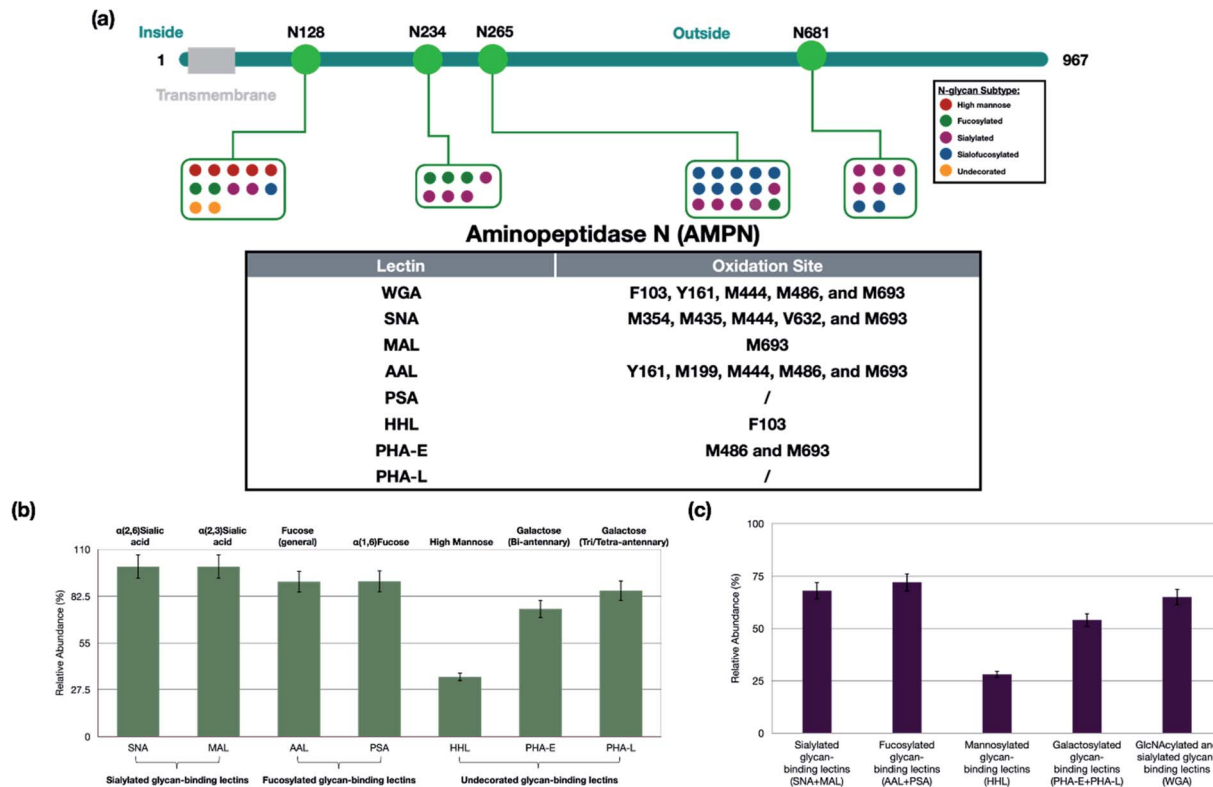 (a)
Inside
N128
N234
N265
Outside
N681
1
967
Transmembrane
N-glycan Subtype:
High mannose
Fucosylated
Sialylated
Sialofucosylated
Undecorated
Aminopeptidase N (AMPN)
Lectin Oxidation Site
WGA F103, Y161, M444, M486, and M693
SNA M354, M435, M444, V632, and M693
MAL M693
AAL Y161, M199, M444, M486, and M693
PSA /
HHL F103
PHA-E M486 and M693
PHA-L /
(b)
α(2,6)Sialic
acid
α(2,3)Sialic
acid
Fucose
(general)
α(1,6)Fucose
High Mannose
Galactose
(Bi-antennary)
Galactose
(Tri/Tetra-antennary)
110
82.5
55
27.5
0
Relative Abundance (%)
SNA MAL AAL PSA HHL PHA-E PHA-L
Sialylated glycan-binding lectins Fucosylated glycan-binding lectins Undecorated glycan-binding lectins
(c)
100
75
50
25
0
Relative Abundance (%)
Sialylated
glycan-
binding lectins
(SNA+MAL)
Fucosylated
glycan-
binding lectins
(AAL+PSA)
Mannosylated
glycan-
binding lectins
(HHL)
Galactosylated
glycan-
binding lectins
(PHA-E+PHA-L)
GlcNAcylated and
sialylated glycan-
binding lectins
(WGA)